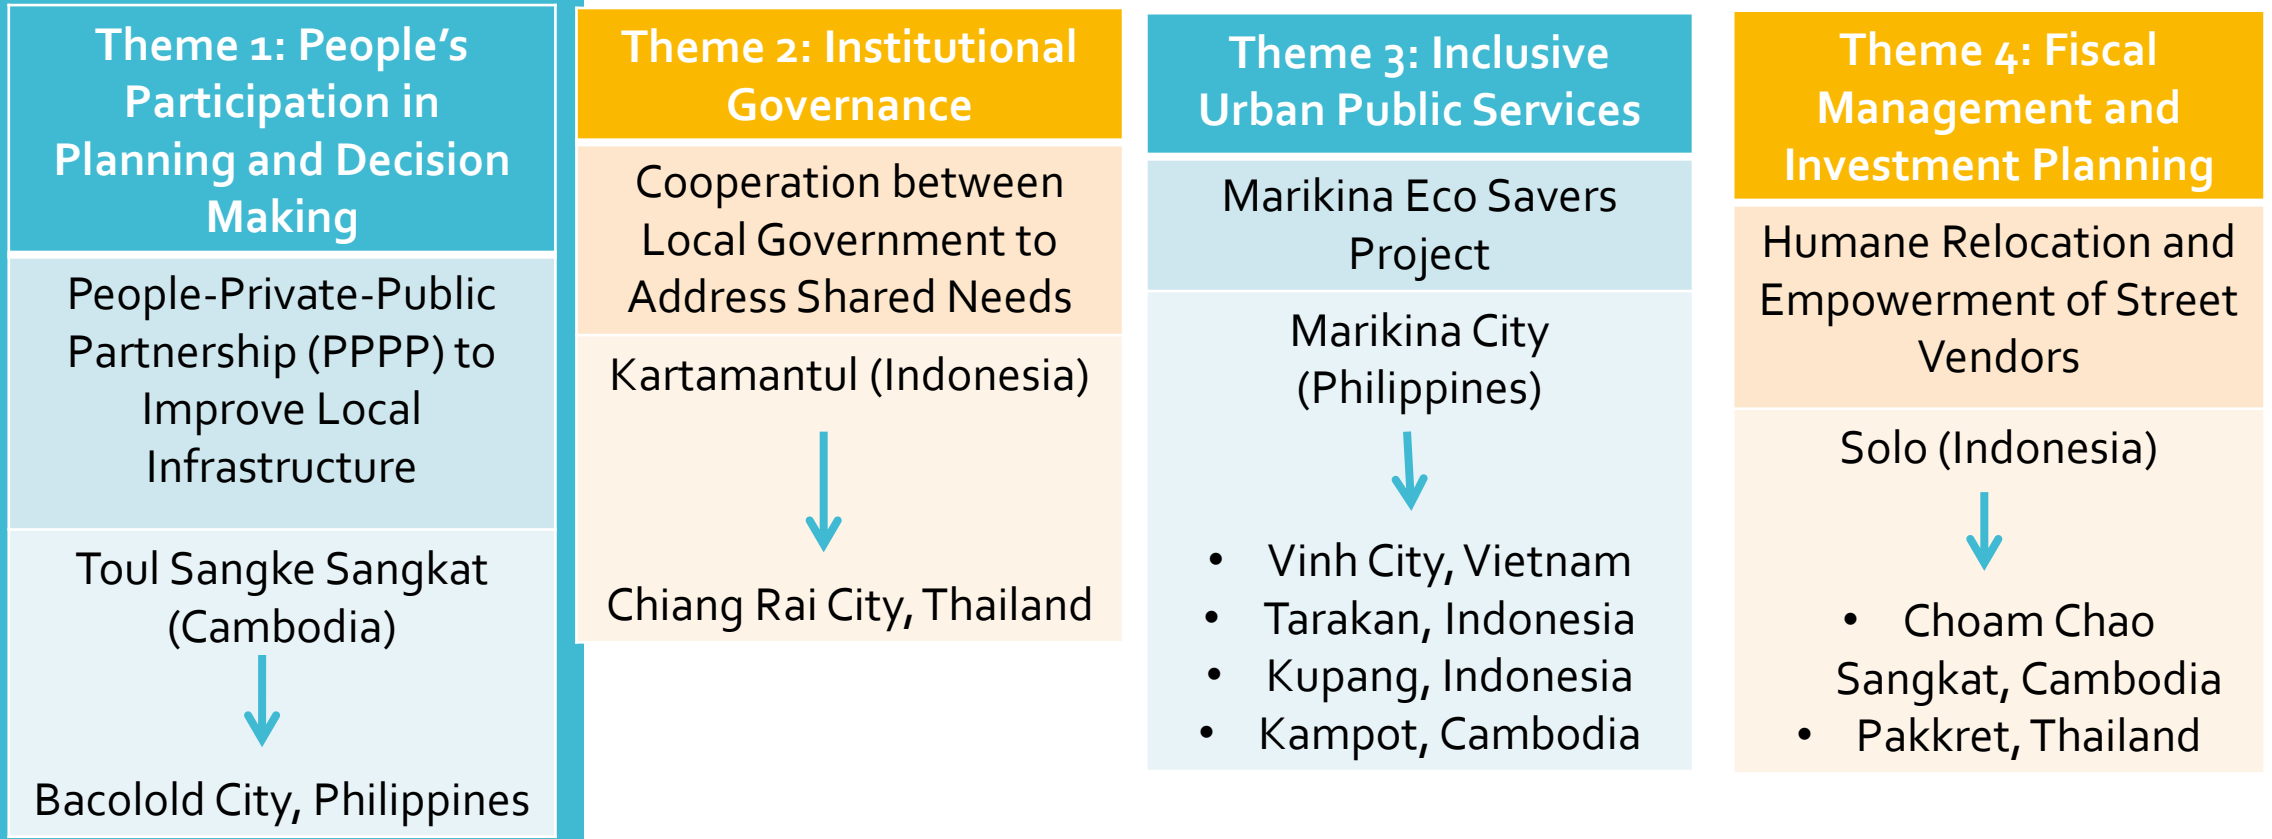 Theme 1: People’s
Participation in
Planning and Decision
Making
People-Private-Public
Partnership (PPPP) to
Improve Local
Infrastructure
Toul Sangke Sangkat
(Cambodia)
Bacolold City, Philippines
Theme 2: Institutional
Governance
Cooperation between
Local Government to
Address Shared Needs
Kartamantul (Indonesia)
Chiang Rai City, Thailand
Theme 3: Inclusive
Urban Public Services
Marikina Eco Savers
Project
Marikina City
(Philippines)
• Vinh City, Vietnam
• Tarakan, Indonesia
• Kupang, Indonesia
• Kampot, Cambodia
Theme 4: Fiscal
Management and
Investment Planning
Humane Relocation and
Empowerment of Street
Vendors
Solo (Indonesia)
• Choam Chao
Sangkat, Cambodia
• Pakkret, Thailand